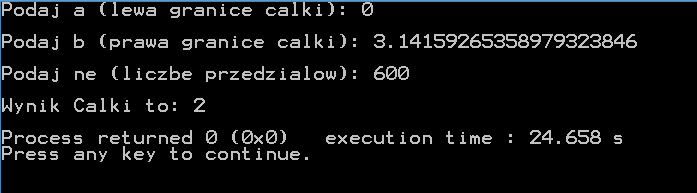 Podaj a (lewa granice calki): 0
Podaj b (prawa granice calki): 3.14159265358979323846
Podaj ne (liczbe przedzialow): 600
Wynik Calki to: 2
Process returned 0 (0x0)   execution time : 24.658 s
Press any key to continue.